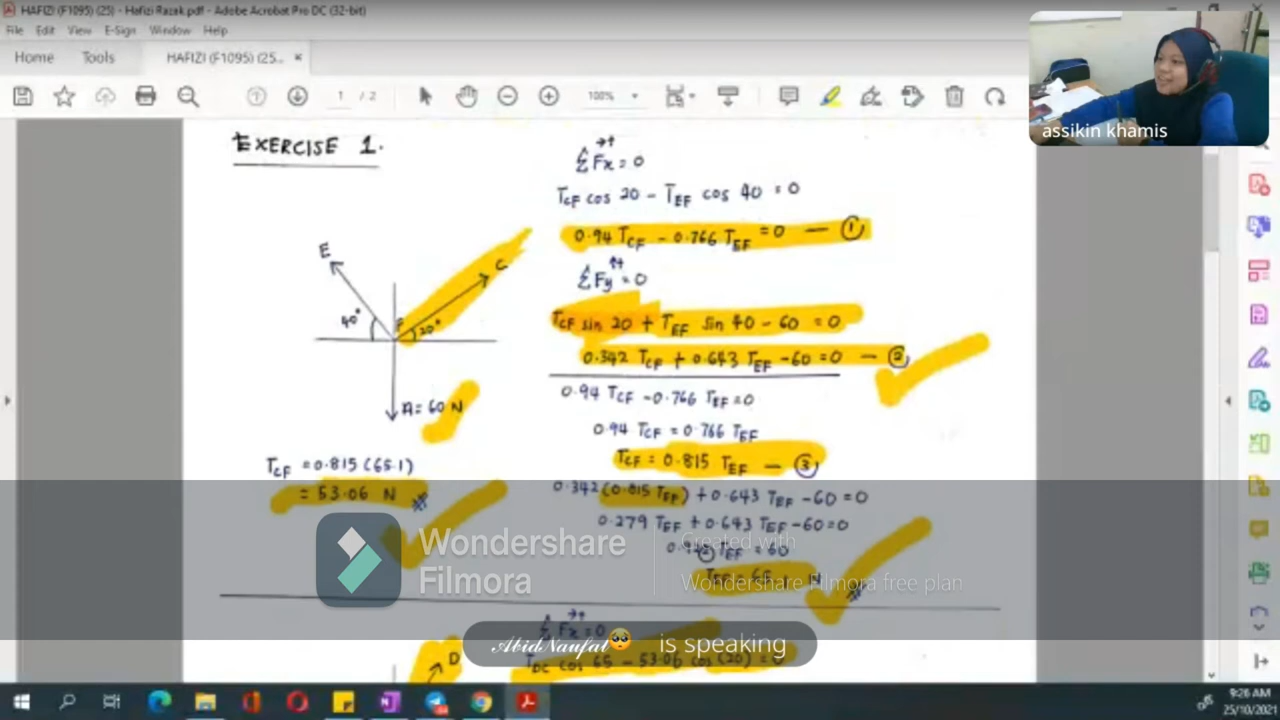 HAFIZI (F1095) (25) - Hafizi Razak.pdf - Adobe Acrobat Pro DC (32-bit)
File Edit View E-Sign Window Help
Home Tools HAFIZI (F1095) (25... ×
1 / 2 100%
assikin khamis
EXERCISE 1.
ΣFx = 0
TCF cos 20 - TEF cos 40 = 0
0.94 TCF - 0.766 TEF = 0 — ①
ΣFy = 0
TCF sin 20 + TEF sin 40 - 60 = 0
0.342 TCF + 0.643 TEF - 60 = 0 — ②
0.94 TCF - 0.766 TEF = 0
0.94 TCF = 0.766 TEF
TCF = 0.815 TEF — ③
0.342 (0.815 TEF) + 0.643 TEF - 60 = 0
0.279 TEF + 0.643 TEF - 60 = 0
TEF = 60
E
C
40°
F
20°
A = 60 N
TCF = 0.815 (65.1)
= 53.06 N
Wondershare
Filmora
Created with
Wondershare Filmora free plan
ΣFx = 0
AbidNaufal🥺 is speaking
D
TDC cos 65 - 53.06 cos (20) = 0
9:26 AM
25/10/2021